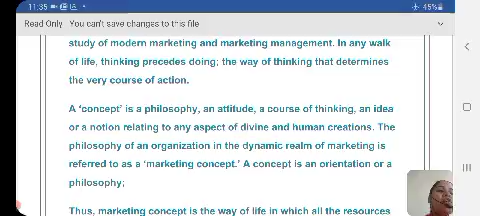 11:35
45%
Read Only You can't save changes to this file
study of modern marketing and marketing management. In any walk
of life, thinking precedes doing; the way of thinking that determines
the very course of action.
A ‘concept’ is a philosophy, an attitude, a course of thinking, an idea
or a notion relating to any aspect of divine and human creations. The
philosophy of an organization in the dynamic realm of marketing is
referred to as a ‘marketing concept.’ A concept is an orientation or a
philosophy;
Thus, marketing concept is the way of life in which all the resources